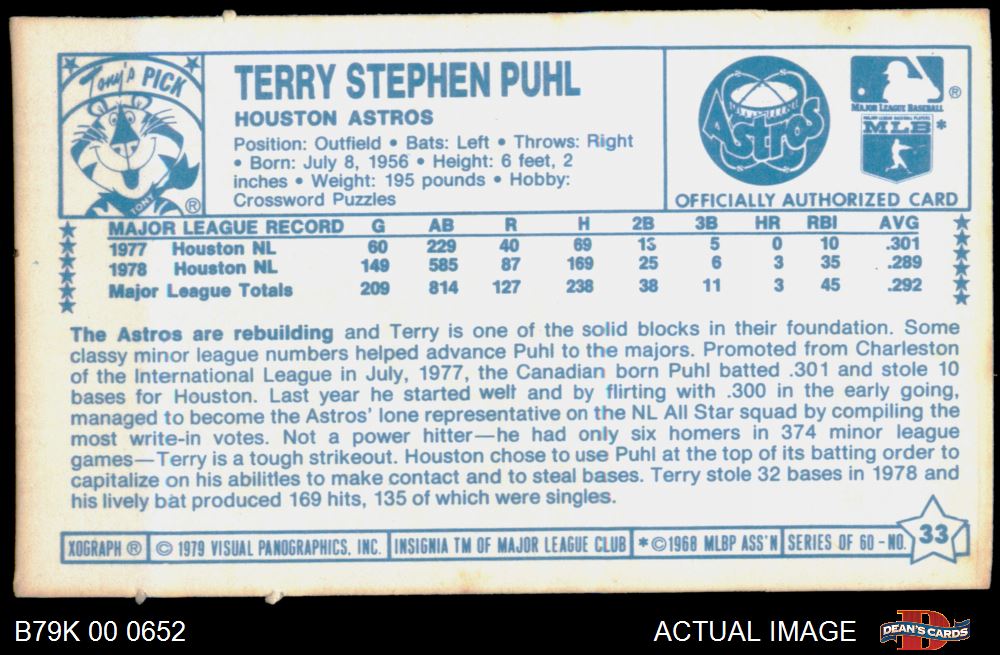 Tony's PICK
TONY ®
TERRY STEPHEN PUHL
HOUSTON ASTROS
Position: Outfield • Bats: Left • Throws: Right
• Born: July 8, 1956 • Height: 6 feet, 2
inches • Weight: 195 pounds • Hobby:
Crossword Puzzles
Astros
MAJOR LEAGUE BASEBALL ®
MAJOR LEAGUE BASEBALL PLAYERS
MLB *
OFFICIALLY AUTHORIZED CARD
MAJOR LEAGUE RECORD G AB R H 2B 3B HR RBI AVG
1977 Houston NL 60 229 40 69 13 5 0 10 .301
1978 Houston NL 149 585 87 169 25 6 3 35 .289
Major League Totals 209 814 127 238 38 11 3 45 .292
The Astros are rebuilding and Terry is one of the solid blocks in their foundation. Some
classy minor league numbers helped advance Puhl to the majors. Promoted from Charleston
of the International League in July, 1977, the Canadian born Puhl batted .301 and stole 10
bases for Houston. Last year he started well and by flirting with .300 in the early going,
managed to become the Astros' lone representative on the NL All Star squad by compiling the
most write-in votes. Not a power hitter—he had only six homers in 374 minor league
games—Terry is a tough strikeout. Houston chose to use Puhl at the top of its batting order to
capitalize on his abilities to make contact and to steal bases. Terry stole 32 bases in 1978 and
his lively bat produced 169 hits, 135 of which were singles.
XOGRAPH ® © 1979 VISUAL PANOGRAPHICS, INC. INSIGNIA TM OF MAJOR LEAGUE CLUB *©1968 MLBP ASS'N SERIES OF 60-NO. 33
B79K 00 0652 ACTUAL IMAGE DEAN'S CARDS